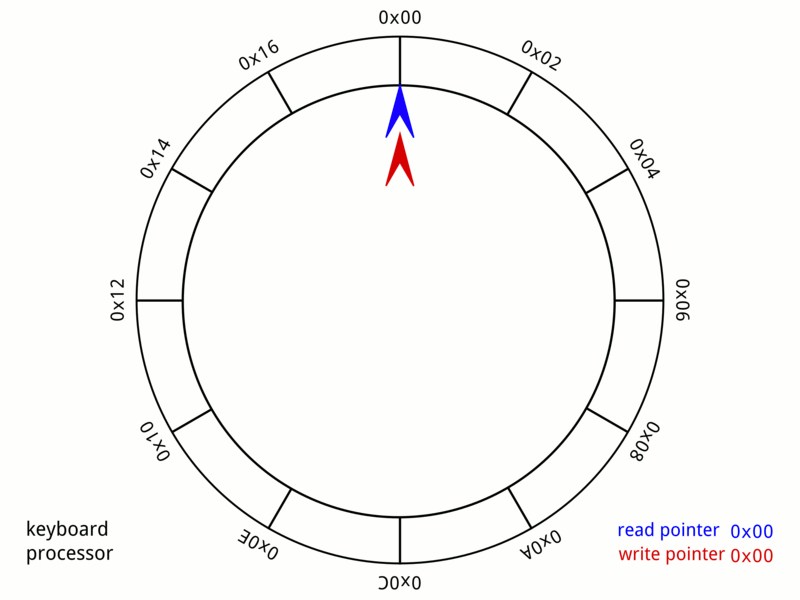 0x00
0x02
0x04
0x06
0x08
0x0A
0x0C
0x0E
0x10
0x12
0x14
0x16
keyboard
processor
read pointer 0x00
write pointer 0x00